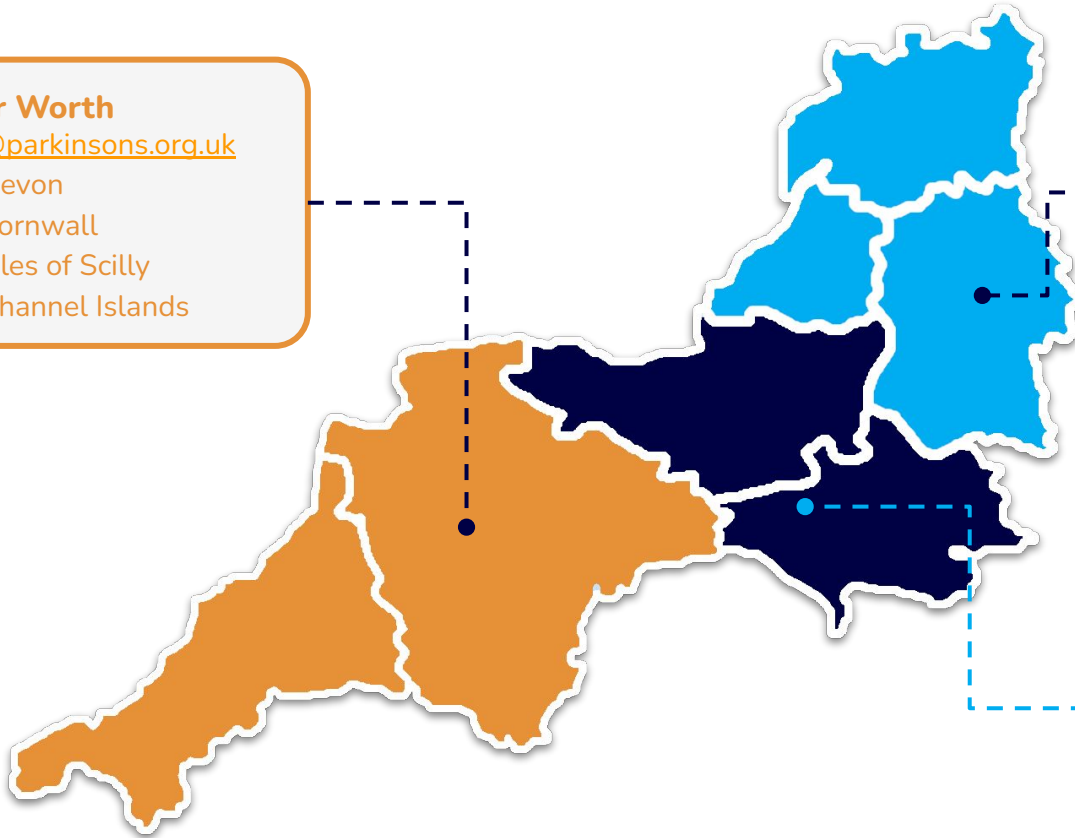 r Worth
@parkinsons.org.uk
evon
ornwall
les of Scilly
hannel Islands